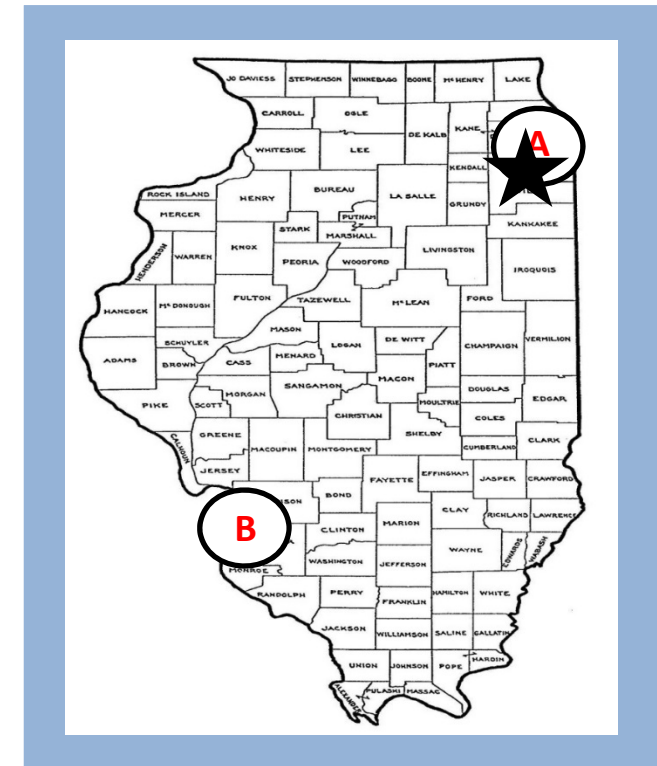 JO DAVIESS STEPHENSON WINNEBAGO BOONE McHENRY LAKE
CARROLL OGLE
DE KALB KANE
A
WHITESIDE LEE
KENDALL
ROCK ISLAND HENRY BUREAU LA SALLE
GRUNDY
MERCER PUTNAM
STARK MARSHALL KANKAKEE
HENDERSON WARREN KNOX PEORIA WOODFORD LIVINGSTON
IROQUOIS
HANCOCK McDONOUGH FULTON TAZEWELL McLEAN FORD
MASON
SCHUYLER LOGAN DE WITT CHAMPAIGN VERMILION
ADAMS BROWN CASS MENARD PIATT
SANGAMON MACON
PIKE SCOTT MORGAN DOUGLAS EDGAR
CHRISTIAN MOULTRIE
COLES
CALHOUN GREENE MACOUPIN MONTGOMERY SHELBY CUMBERLAND CLARK
JERSEY
FAYETTE EFFINGHAM JASPER CRAWFORD
BOND
CLAY RICHLAND LAWRENCE
B CLINTON MARION
WAYNE EDWARDS WABASH
MONROE WASHINGTON JEFFERSON
RANDOLPH PERRY FRANKLIN HAMILTON WHITE
JACKSON WILLIAMSON SALINE GALLATIN
UNION JOHNSON POPE HARDIN
ALEXANDER PULASKI MASSAC